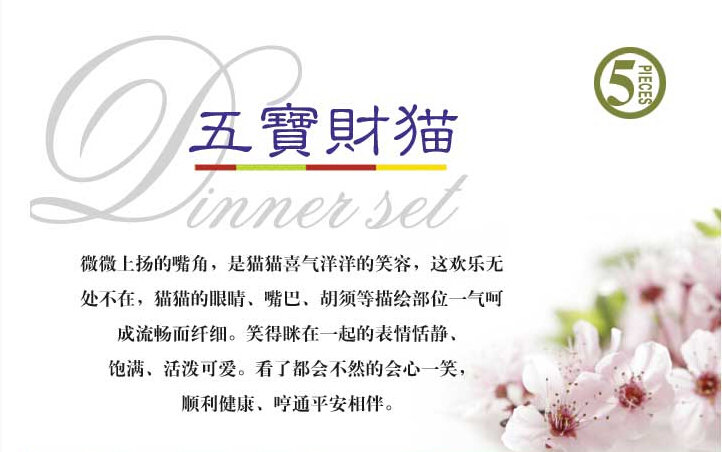 5 PIECES
五寶財猫
Dinner set
微微上扬的嘴角，是猫猫喜气洋洋的笑容，这欢乐无
处不在，猫猫的眼睛、嘴巴、胡须等描绘部位一气呵
成流畅而纤细。笑得眯在一起的表情恬静、
饱满、活泼可爱。看了都会不然的会心一笑，
顺利健康、哼通平安相伴。